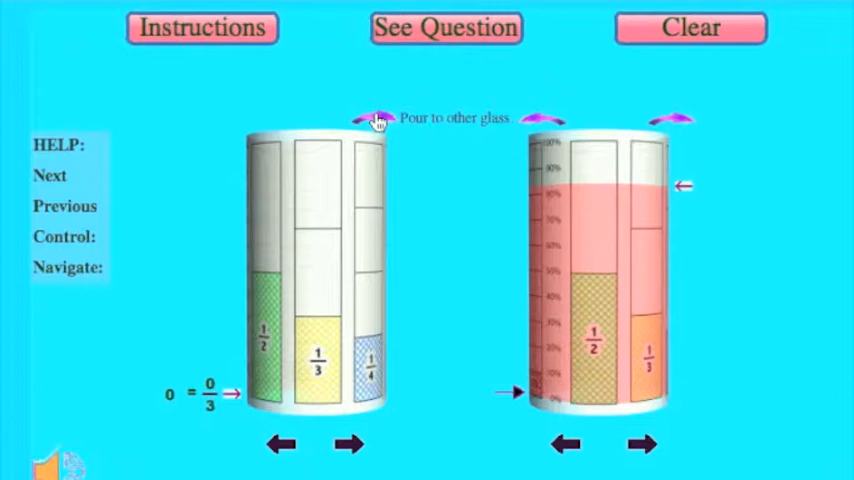 Instructions
See Question
Clear
Pour to other glass.
HELP:
Next
Previous
Control:
Navigate:
1/2
1/3
1/4
0 = 0/3
100%
90%
80%
70%
60%
50%
40%
30%
20%
10%
0%
1/2
1/3